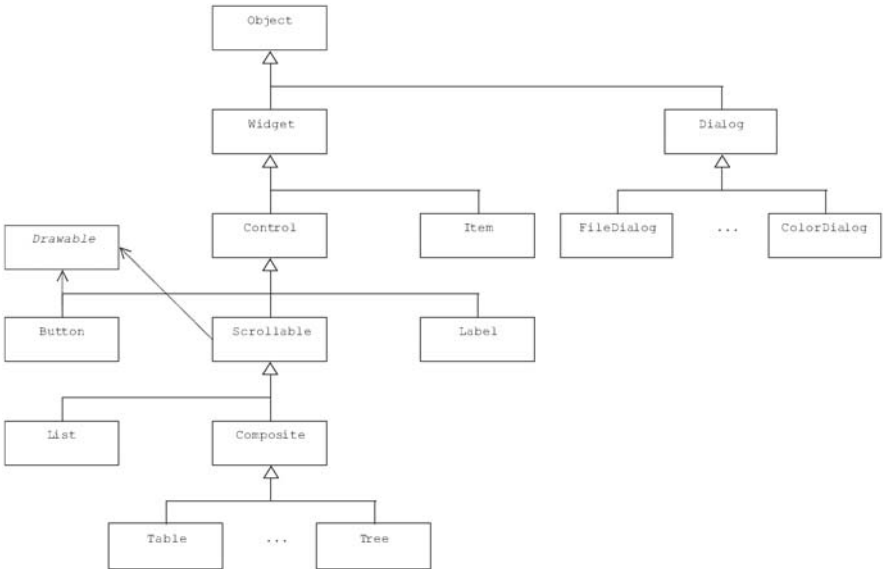 Object
Widget
Dialog
Drawable
Control
Item
FileDialog
...
ColorDialog
Button
Scrollable
Label
List
Composite
Table
...
Tree